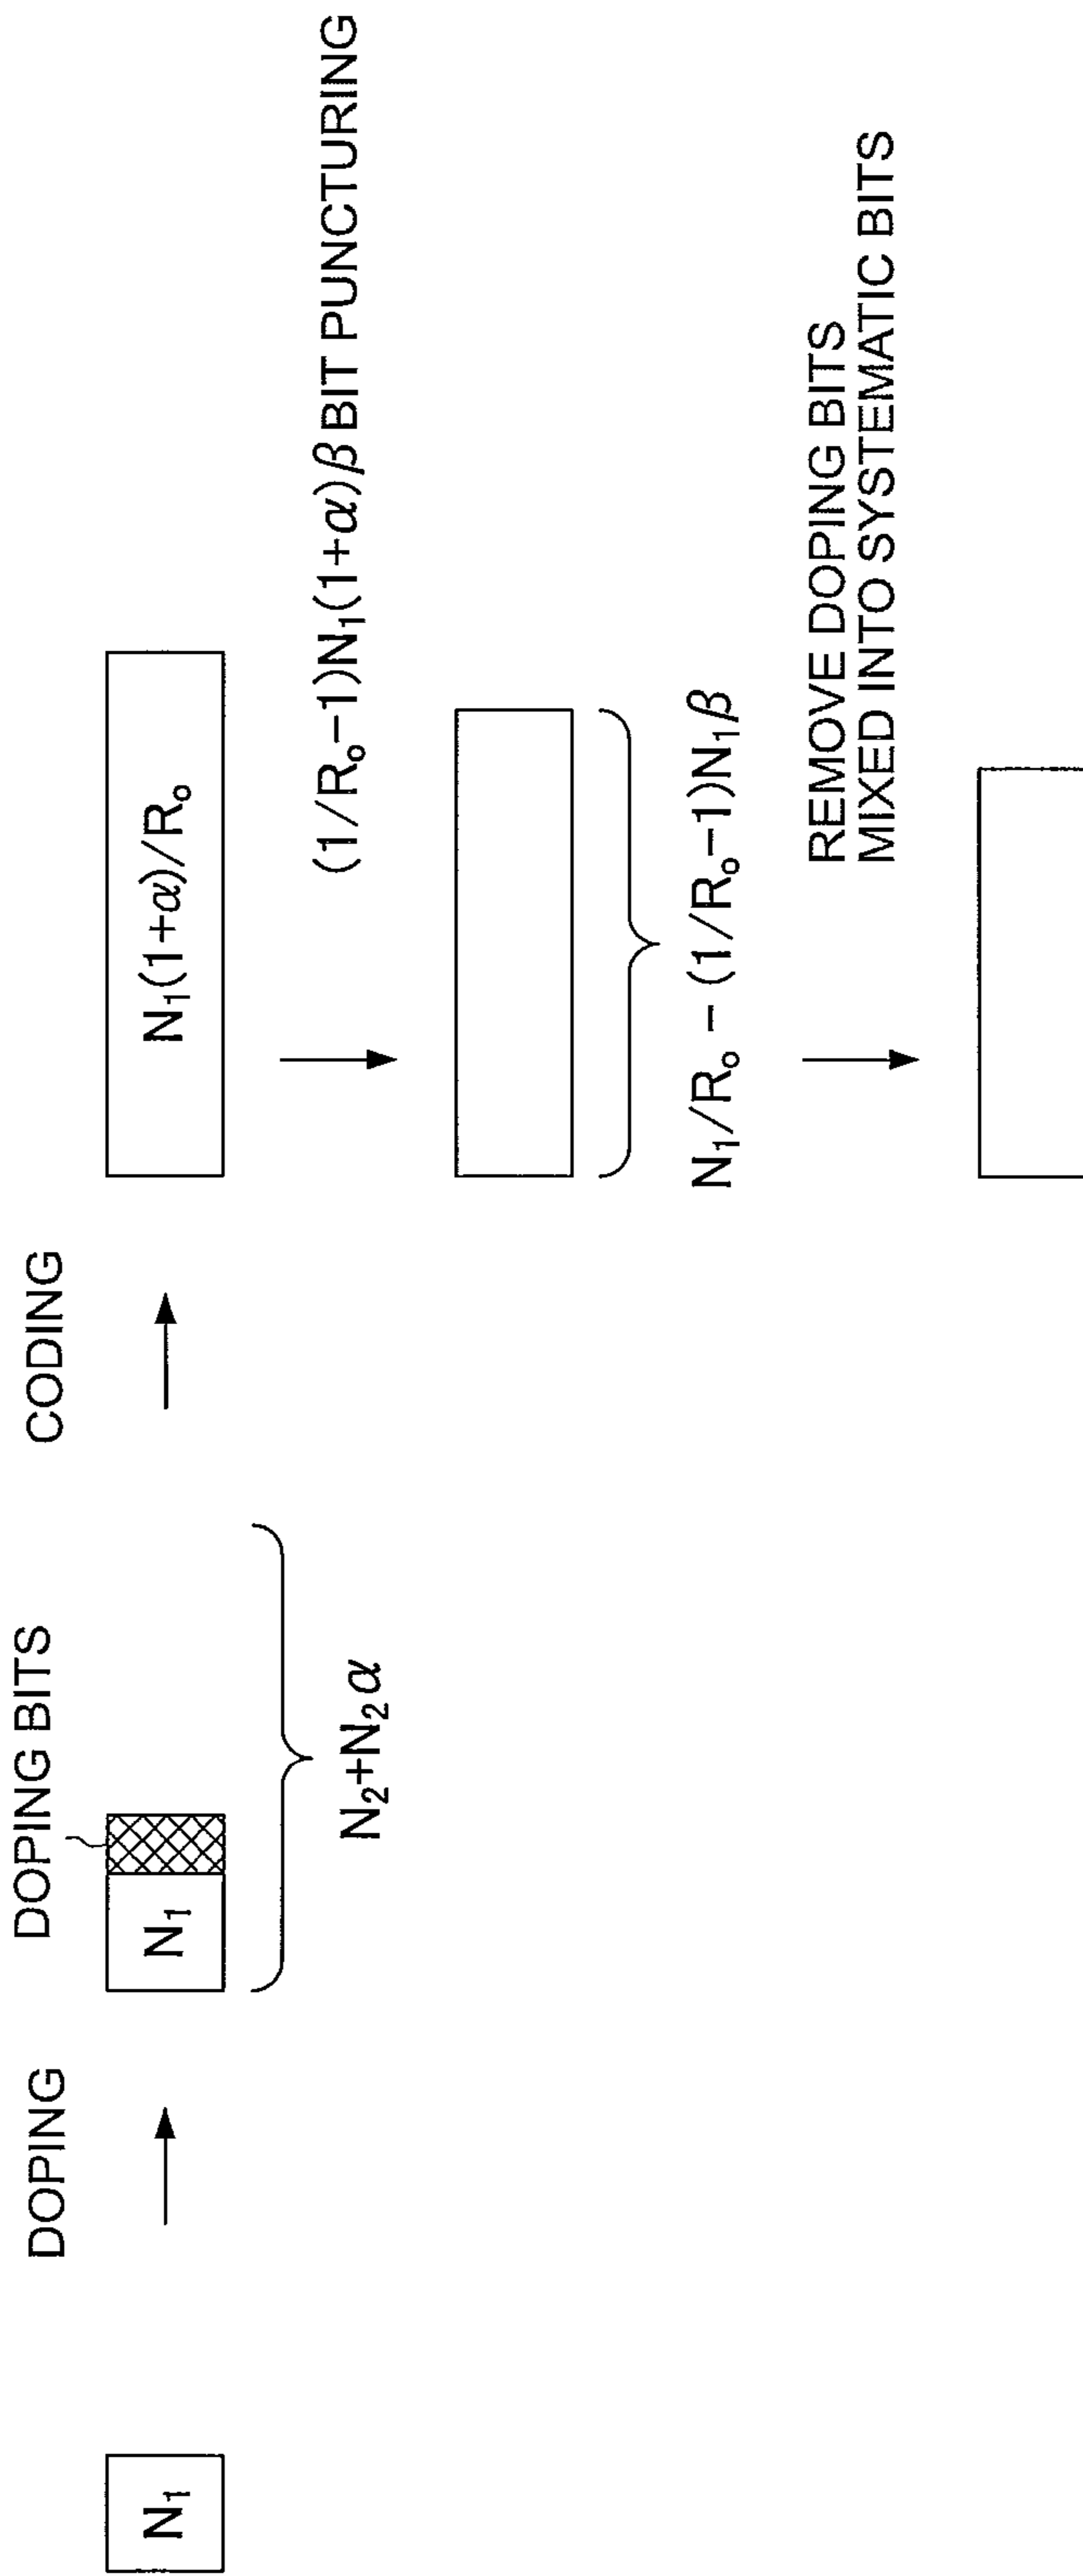 N₁
DOPING
DOPING BITS
N₁
N₂+N₂α
CODING
N₁(1+α)/Rₒ
(1/Rₒ−1)N₁(1+α)β BIT PUNCTURING
N₁/Rₒ − (1/Rₒ−1)N₁β
REMOVE DOPING BITS
MIXED INTO SYSTEMATIC BITS